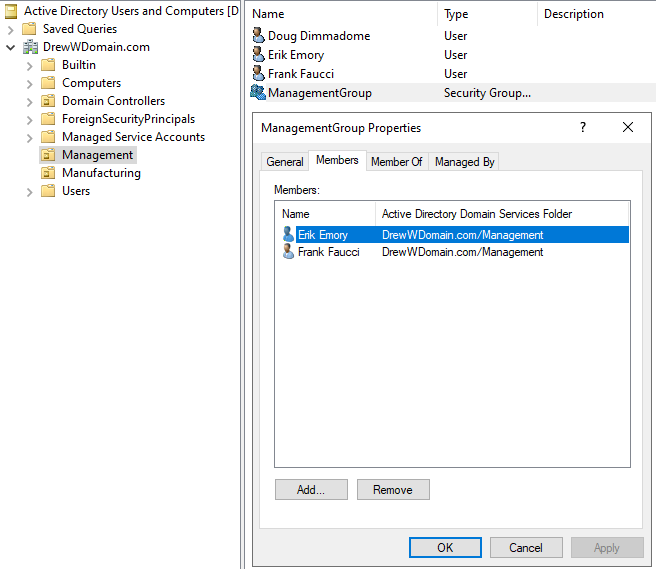 Active Directory Users and Computers [D
Saved Queries
DrewWDomain.com
Builtin
Computers
Domain Controllers
ForeignSecurityPrincipals
Managed Service Accounts
Management
Manufacturing
Users
Name Type Description
Doug Dimmadome User
Erik Emory User
Frank Faucci User
ManagementGroup Security Group...
ManagementGroup Properties ?
General Members Member Of Managed By
Members:
Name Active Directory Domain Services Folder
Erik Emory DrewWDomain.com/Management
Frank Faucci DrewWDomain.com/Management
Add... Remove
OK Cancel Apply